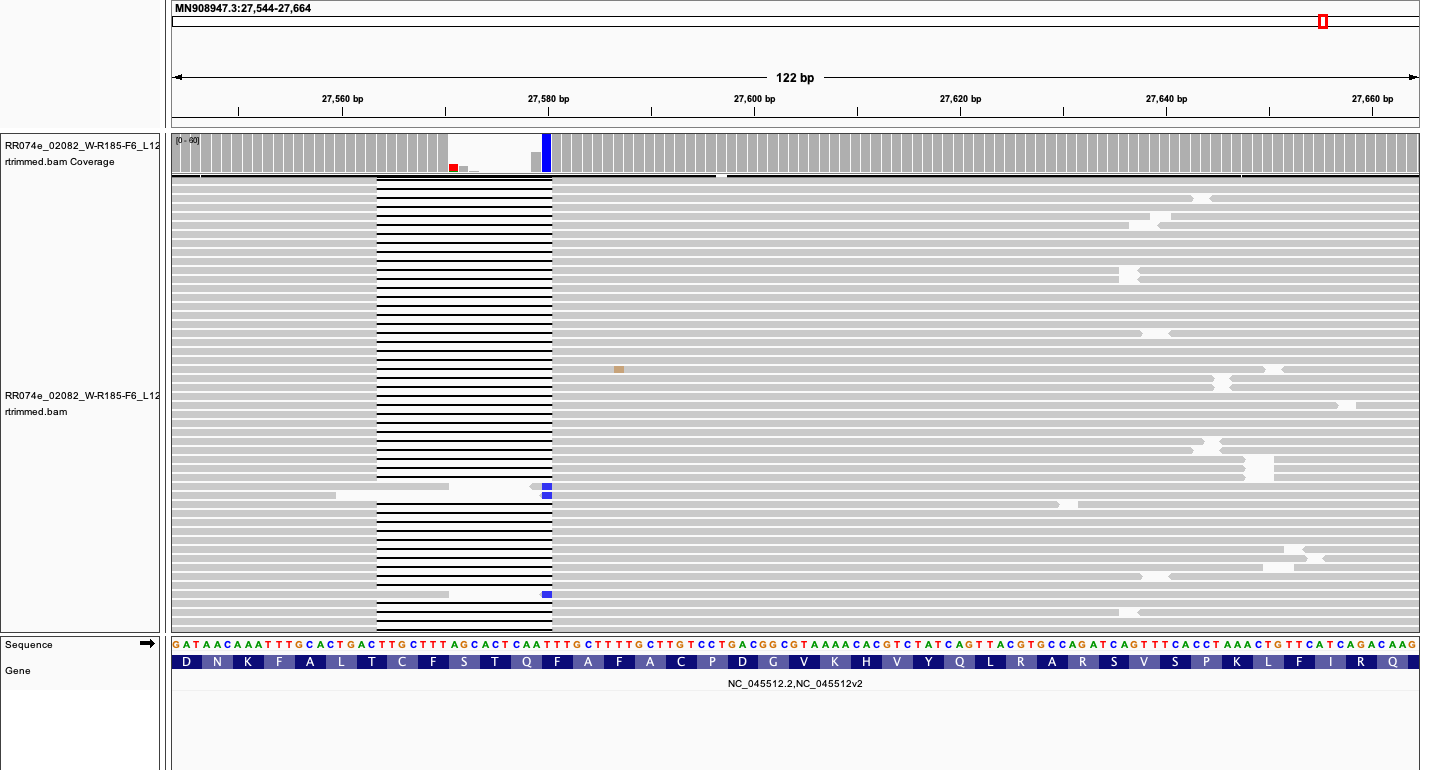 MN908947.3:27,544-27,664
122 bp
27,560 bp 27,580 bp 27,600 bp 27,620 bp 27,640 bp 27,660 bp
RR074e_02082_W-R185-F6_L12
rtrimmed.bam Coverage
[0 - 60]
RR074e_02082_W-R185-F6_L12
rtrimmed.bam
Sequence
GATAACAAATTTGCACTGACTTGCTTTAGCACTCAATTTGCTTTTGCTTGTCCTGACGGCGTAAAACACGTCTATCAGTTACGTGCCAGATCAGTTTCACCTAAACTGTTCATCAGACAAG
Gene
D N K F A L T C F S T Q F A F A C P D G V K H V Y Q L R A R S V S P K L F I R Q
NC_045512.2,NC_045512v2